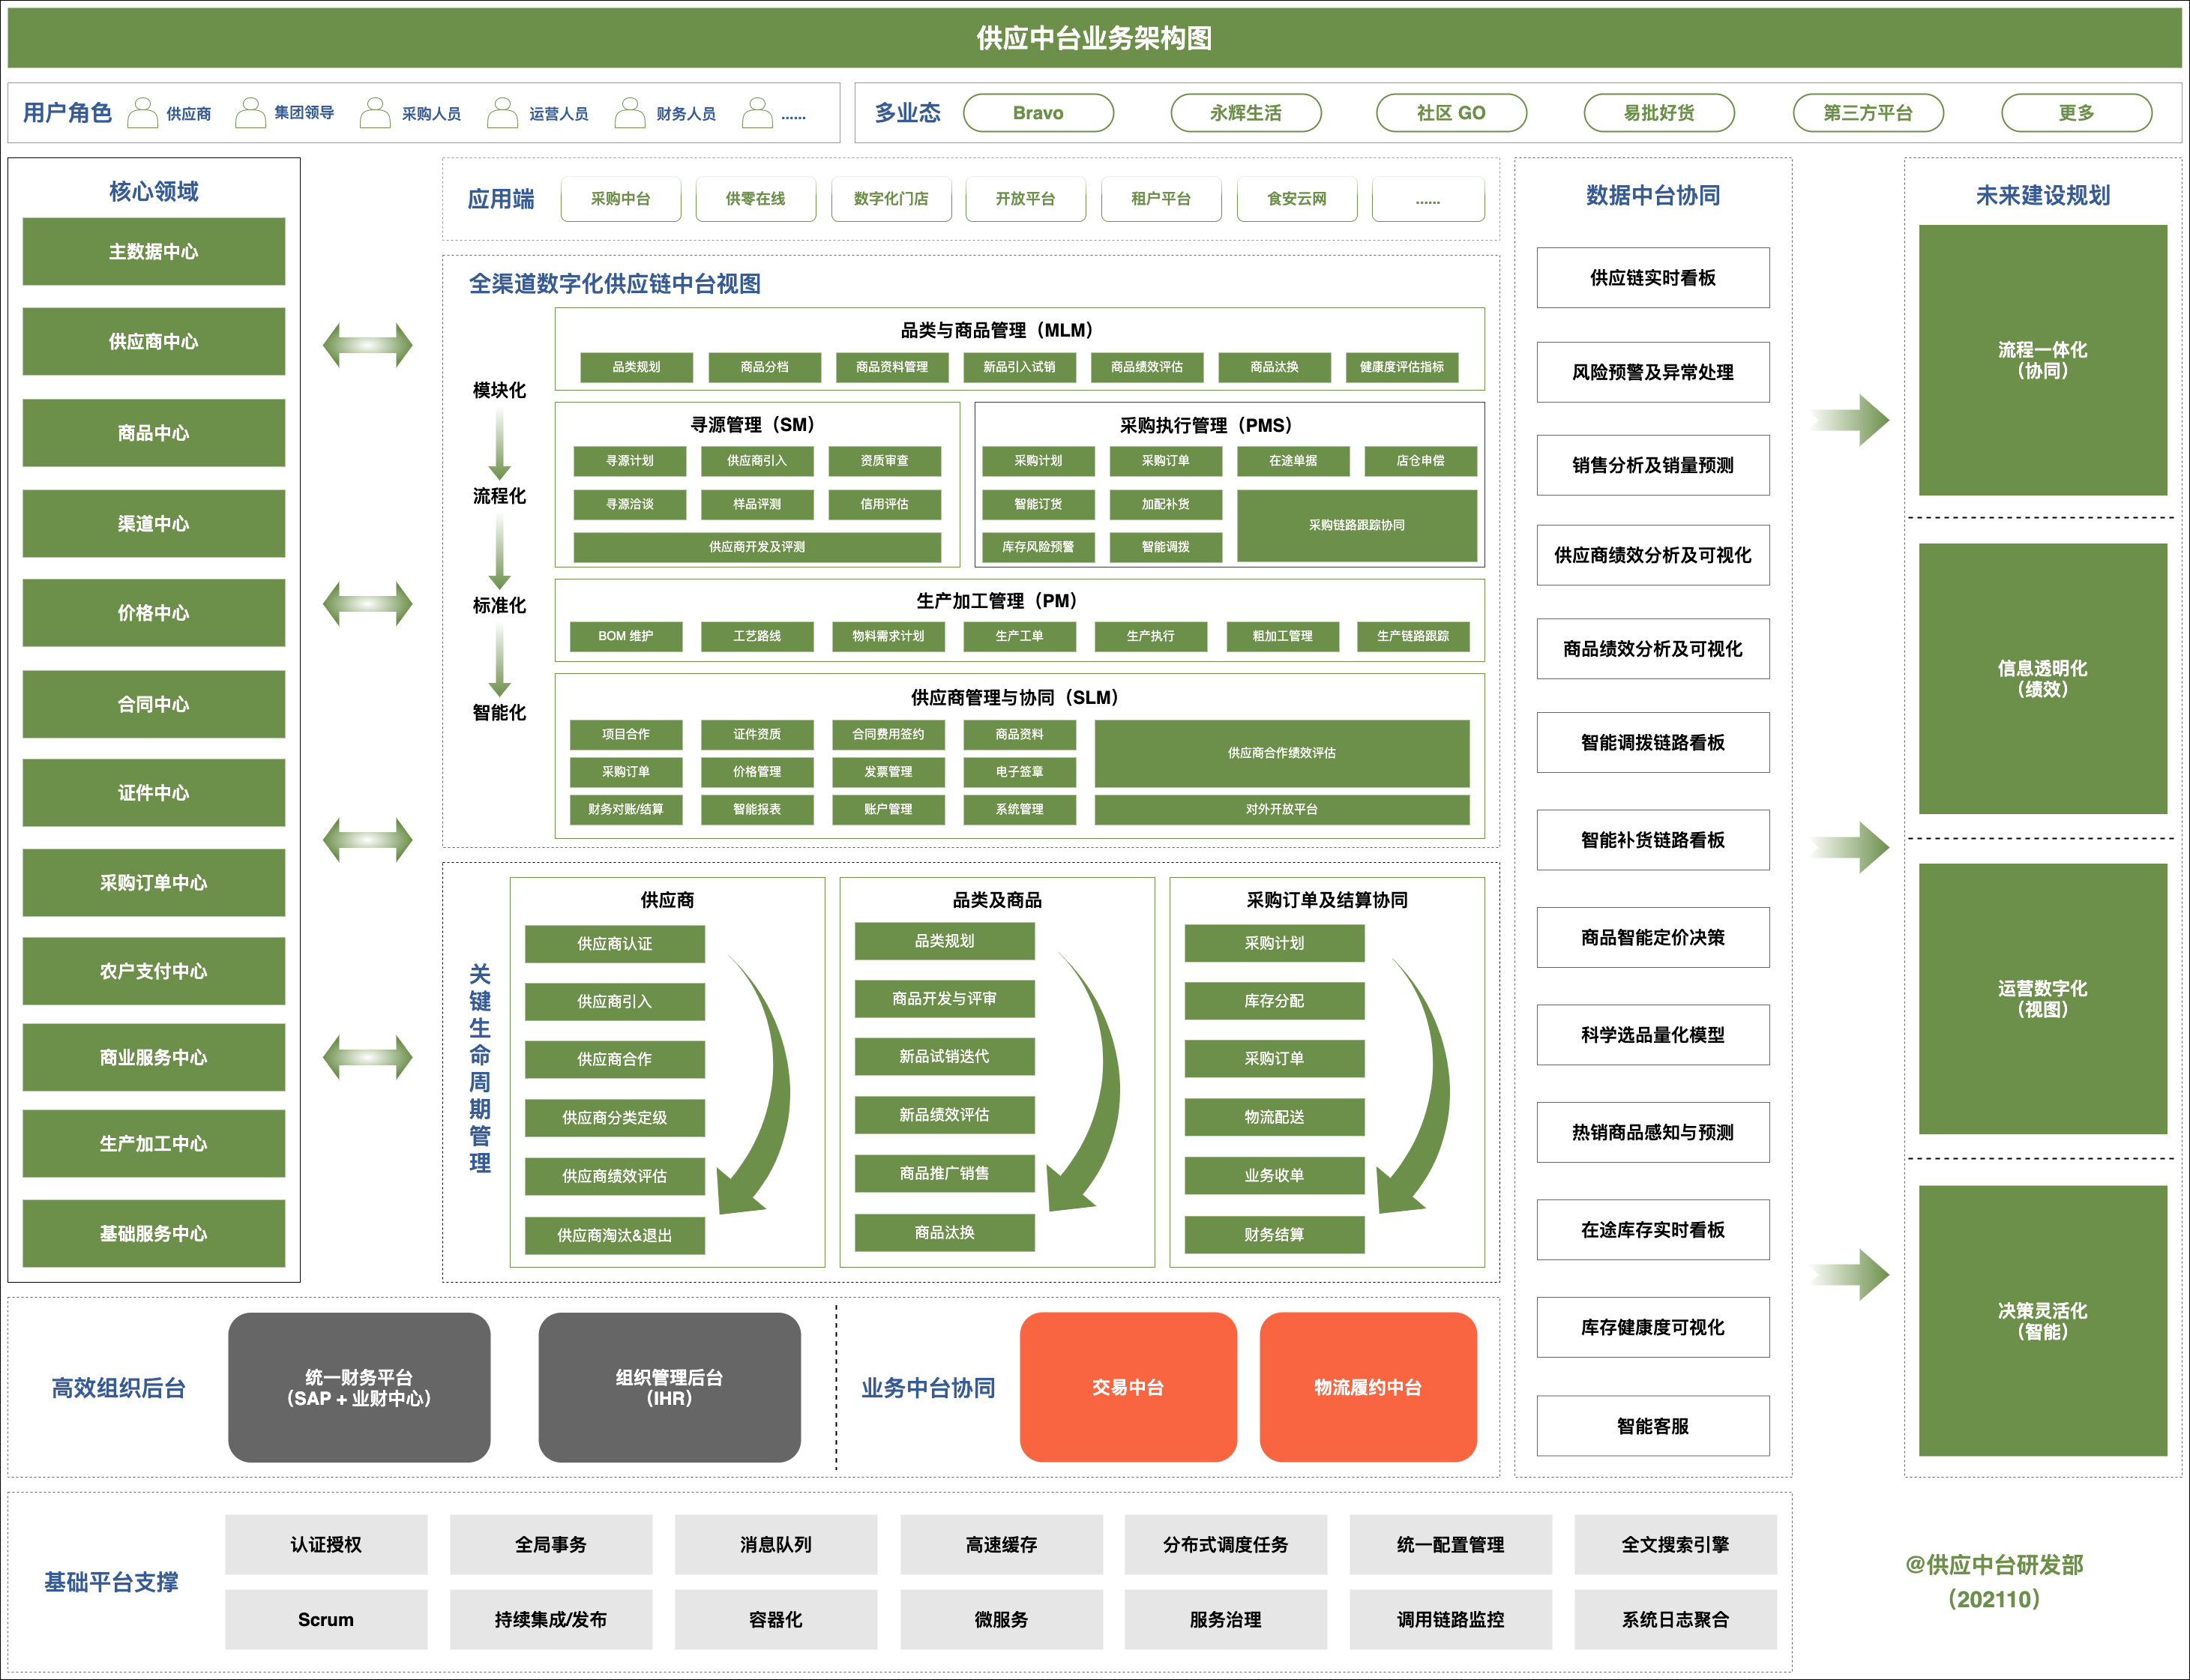 供应中台业务架构图
用户角色
供应商
集团领导
采购人员
运营人员
财务人员
......
多业态
Bravo
永辉生活
社区 GO
易批好货
第三方平台
更多
核心领域
主数据中心
供应商中心
商品中心
渠道中心
价格中心
合同中心
证件中心
采购订单中心
农户支付中心
商业服务中心
生产加工中心
基础服务中心
应用端
采购中台
供零在线
数字化门店
开放平台
租户平台
食安云网
......
全渠道数字化供应链中台视图
模块化
流程化
标准化
智能化
品类与商品管理（MLM）
品类规划
商品分档
商品资料管理
新品引入试销
商品绩效评估
商品汰换
健康度评估指标
寻源管理（SM）
寻源计划
供应商引入
资质审查
寻源洽谈
样品评测
信用评估
供应商开发及评测
采购执行管理（PMS）
采购计划
采购订单
在途单据
店仓申偿
智能订货
加配补货
采购链路跟踪协同
库存风险预警
智能调拨
生产加工管理（PM）
BOM 维护
工艺路线
物料需求计划
生产工单
生产执行
粗加工管理
生产链路跟踪
供应商管理与协同（SLM）
项目合作
证件资质
合同费用签约
商品资料
供应商合作绩效评估
采购订单
价格管理
发票管理
电子签章
财务对账/结算
智能报表
账户管理
系统管理
对外开放平台
关键生命周期管理
供应商
供应商认证
供应商引入
供应商合作
供应商分类定级
供应商绩效评估
供应商淘汰&退出
品类及商品
品类规划
商品开发与评审
新品试销迭代
新品绩效评估
商品推广销售
商品汰换
采购订单及结算协同
采购计划
库存分配
采购订单
物流配送
业务收单
财务结算
数据中台协同
供应链实时看板
风险预警及异常处理
销售分析及销量预测
供应商绩效分析及可视化
商品绩效分析及可视化
智能调拨链路看板
智能补货链路看板
商品智能定价决策
科学选品量化模型
热销商品感知与预测
在途库存实时看板
库存健康度可视化
智能客服
未来建设规划
流程一体化
（协同）
信息透明化
（绩效）
运营数字化
（视图）
决策灵活化
（智能）
高效组织后台
统一财务平台
（SAP + 业财中心）
组织管理后台
（IHR）
业务中台协同
交易中台
物流履约中台
基础平台支撑
认证授权
全局事务
消息队列
高速缓存
分布式调度任务
统一配置管理
全文搜索引擎
Scrum
持续集成/发布
容器化
微服务
服务治理
调用链路监控
系统日志聚合
@供应中台研发部
（202110）